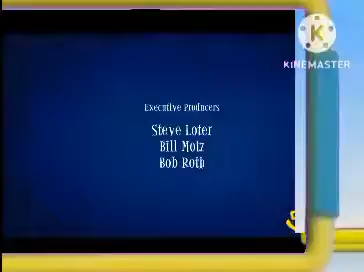 K
KINEMASTER
Executive Producers
Steve Loter
Bill Motz
Bob Roth